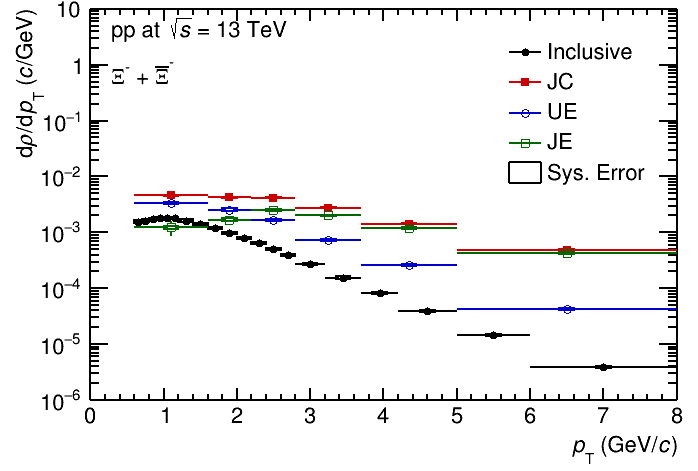 pp at √s = 13 TeV
Ξ⁻ + Ξ̅⁻
Inclusive
JC
UE
JE
Sys. Error
dρ/dp_T (c/GeV)
10
1
10⁻¹
10⁻²
10⁻³
10⁻⁴
10⁻⁵
10⁻⁶
0 1 2 3 4 5 6 7 8
p_T (GeV/c)